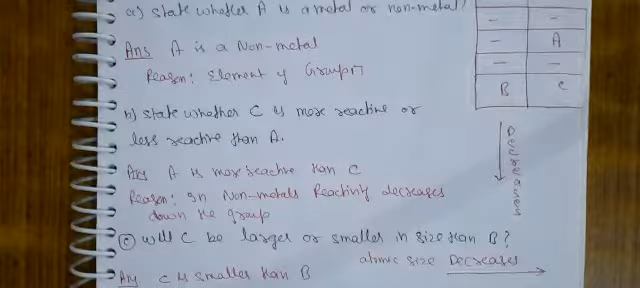 a) State whether A is a metal or non-metal?
Ans A is a Non-metal
Reason: Element of Group 17
b) State whether C is more reactive or
less reactive than A.
Ans A is more reactive than C
Reason: In Non-metals Reactivity decreases
down the group
c) Will C be larger or smaller in size than B?
atomic size Decreases
Ans C is smaller than B
- -
- A
- -
B C